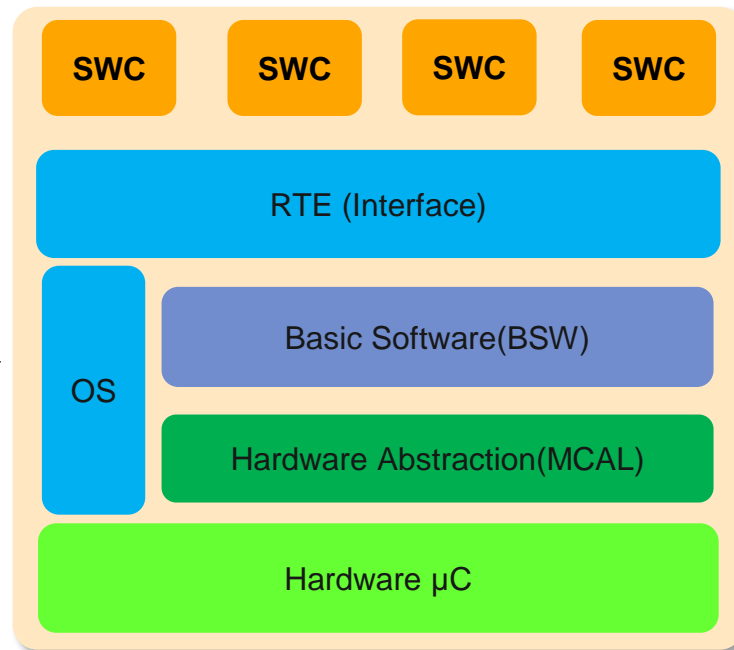 SWC
SWC
SWC
SWC
RTE (Interface)
OS
Basic Software(BSW)
Hardware Abstraction(MCAL)
Hardware µC